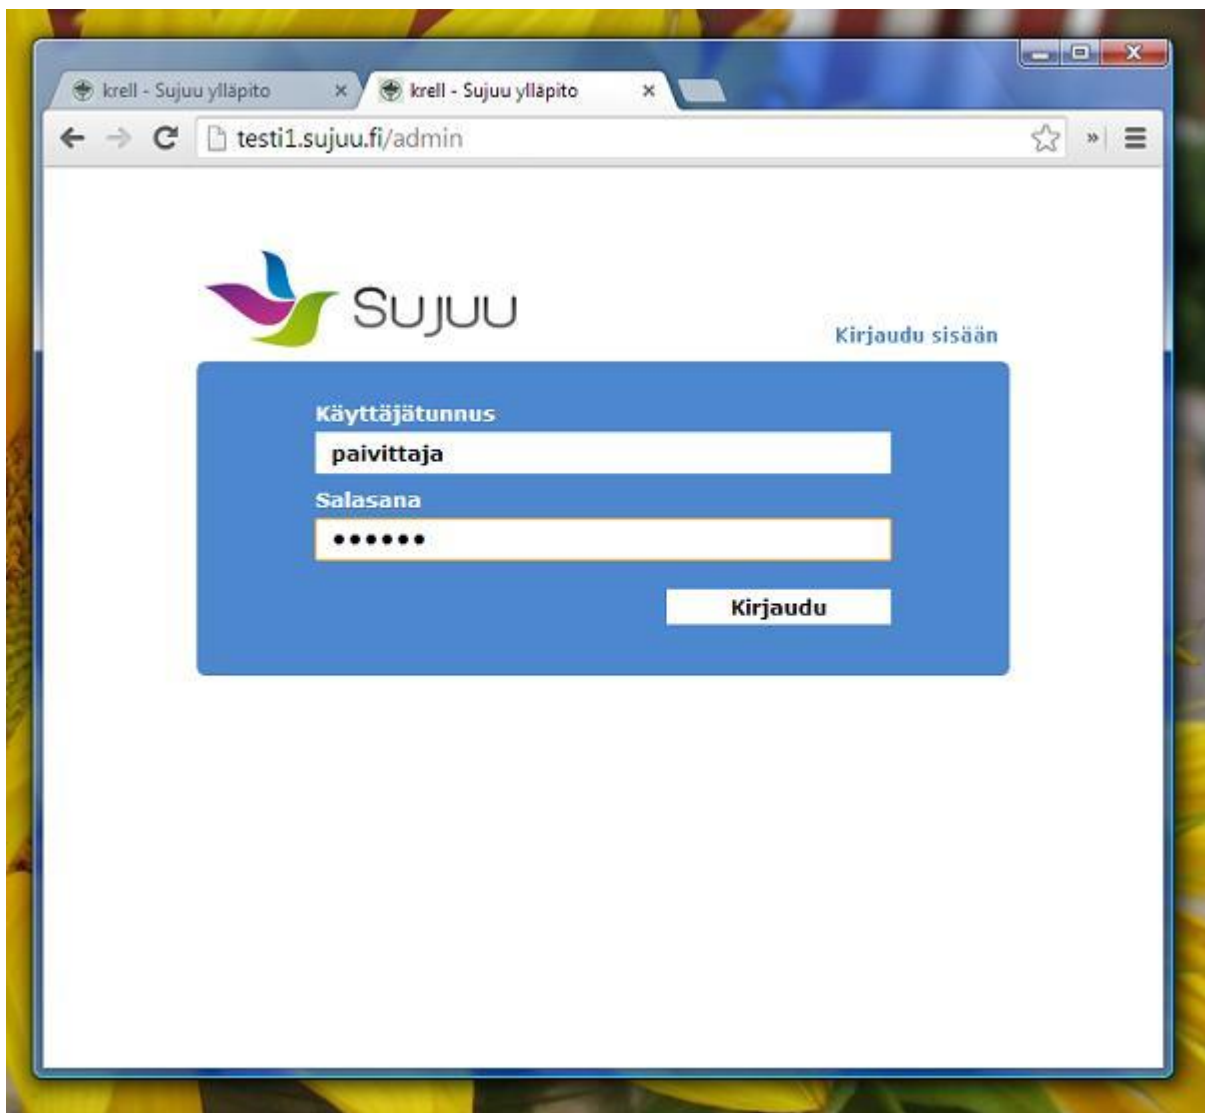 krell - Sujuu ylläpito
krell - Sujuu ylläpito
testi1.sujuu.fi/admin
Sujuu
Kirjaudu sisään
Käyttäjätunnus
paivittaja
Salasana
••••••
Kirjaudu